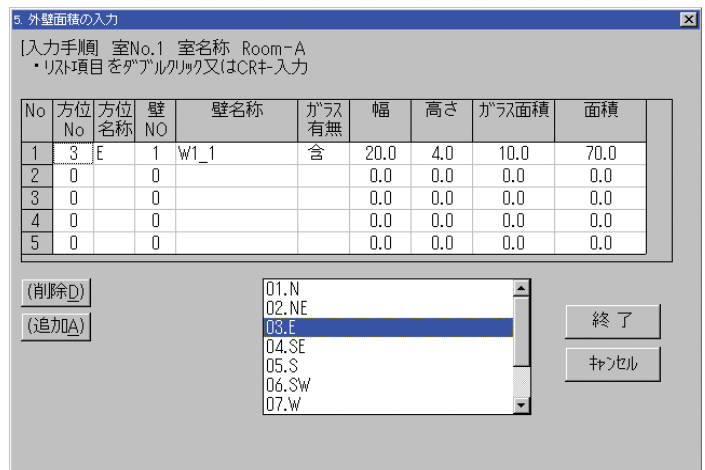 5. 外壁面積の入力
[入力手順] 室No.1 室名称 Room-A
・リスト項目をダブルクリック又はCRキー入力
No 方位No 方位名称 壁NO 壁名称 ガラス有無 幅 高さ ガラス面積 面積
1 3 E 1 W1_1 含 20.0 4.0 10.0 70.0
2 0 0 0.0 0.0 0.0 0.0
3 0 0 0.0 0.0 0.0 0.0
4 0 0 0.0 0.0 0.0 0.0
5 0 0 0.0 0.0 0.0 0.0
(削除D)
(追加A)
01.N
02.NE
03.E
04.SE
05.S
06.SW
07.W
終 了
キャンセル